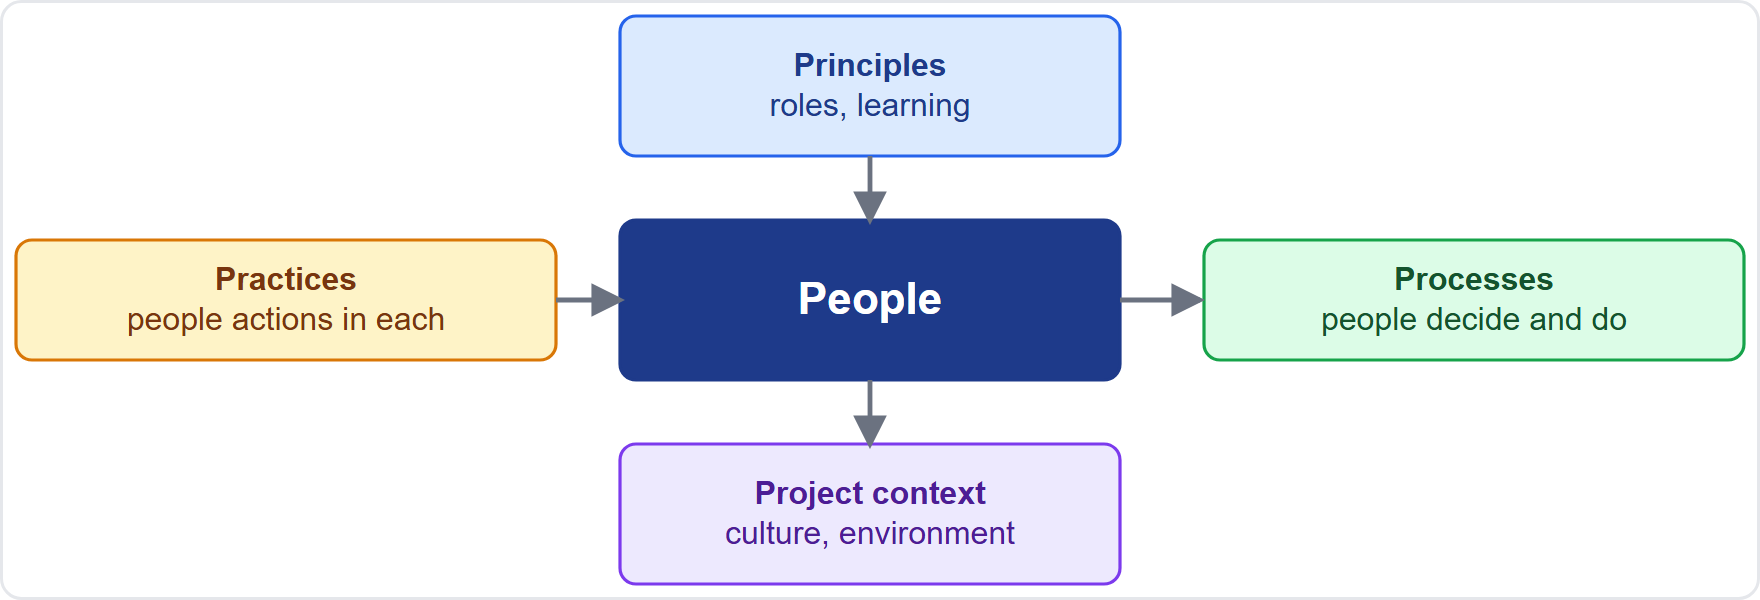 Principles
roles, learning
Practices
people actions in each
People
Processes
people decide and do
Project context
culture, environment